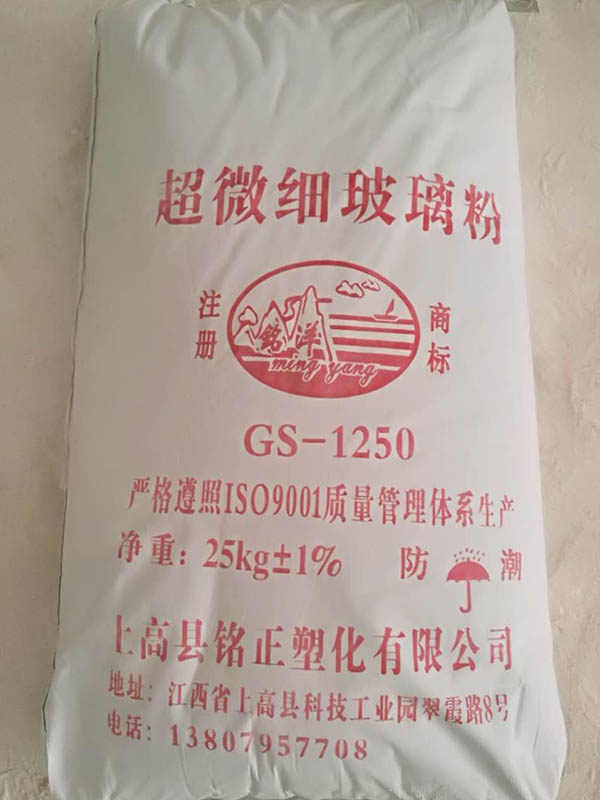 超微细玻璃粉
注册 商标
铭洋
ming yang
GS-1250
严格遵照ISO9001质量管理体系生产
净重：25kg±1% 防潮
上高县铭正塑化有限公司
地址：江西省上高县科技工业园翠霞路8号
电话：13807957708